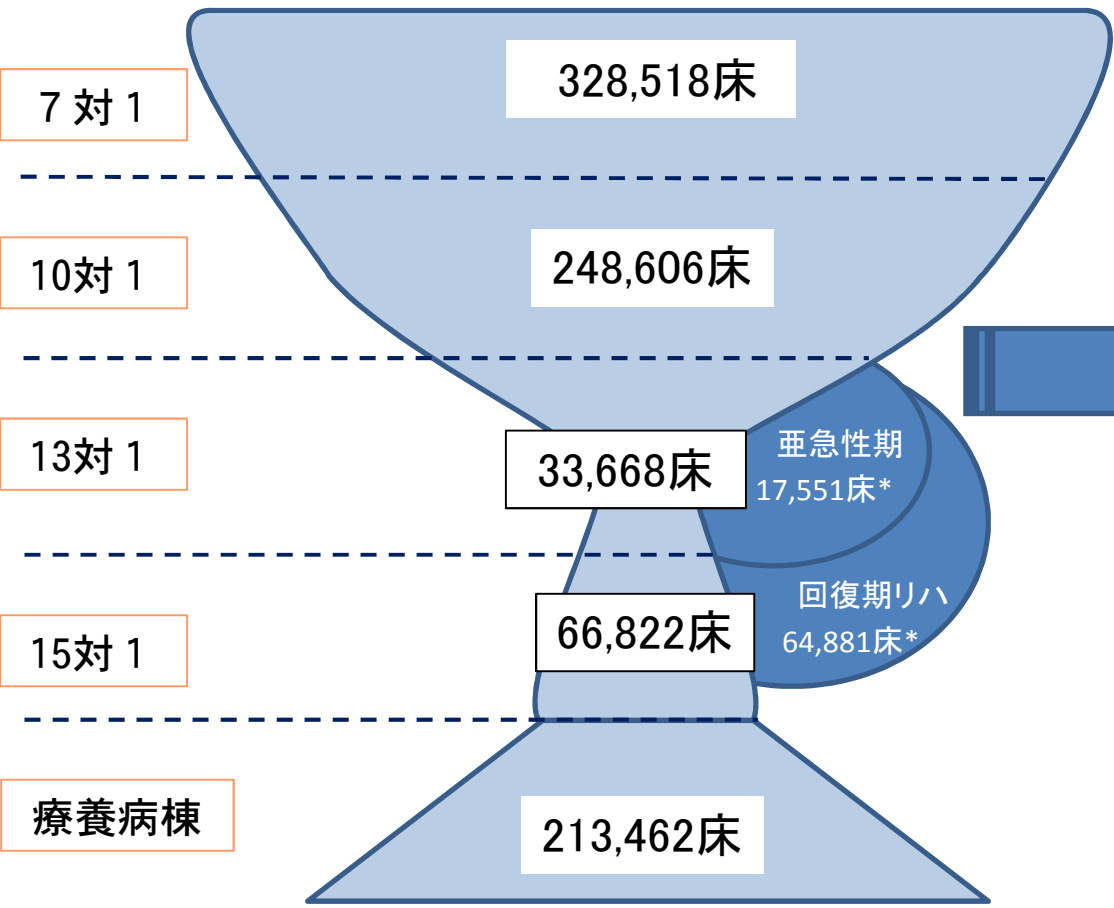 7対1
328,518床
10対1
248,606床
13対1
33,668床
亜急性期
17,551床*
15対1
66,822床
回復期リハ
64,881床*
療養病棟
213,462床